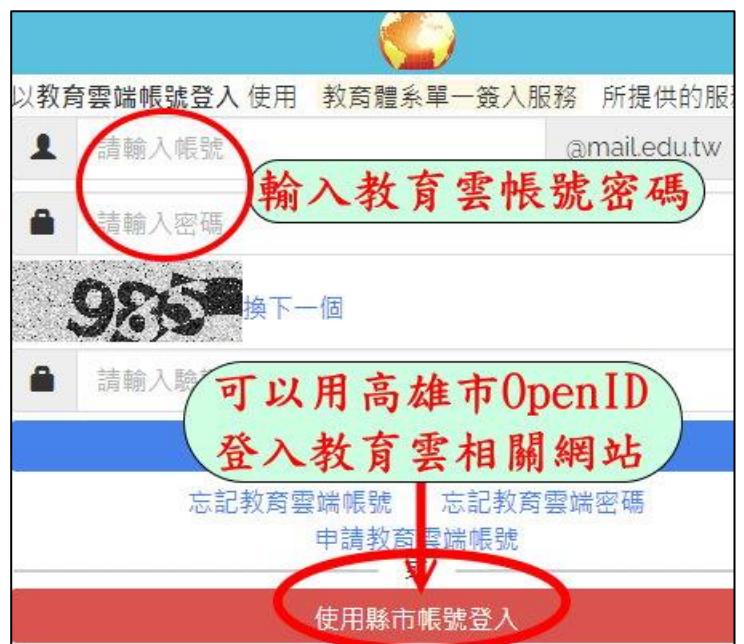 以教育雲端帳號登入 使用 教育體系單一簽入服務 所提供的服
請輸入帳號
@mail.edu.tw
輸入教育雲帳號密碼
請輸入密碼
985
換下一個
請輸入驗
可以用高雄市OpenID
登入教育雲相關網站
忘記教育雲端帳號 忘記教育雲端密碼
申請教育雲端帳號
使用縣市帳號登入